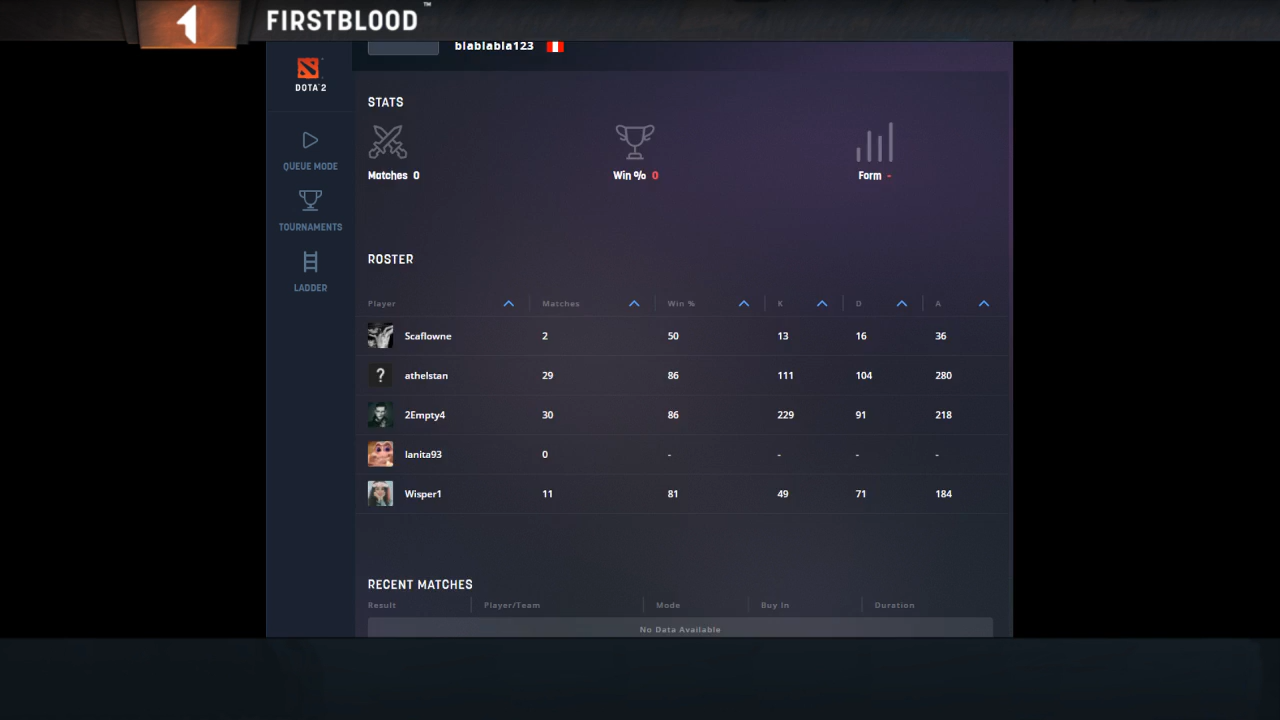 FIRSTBLOOD™
blablabla123
DOTA 2
STATS
Matches 0 Win % 0 Form -
QUEUE MODE
TOURNAMENTS
LADDER
ROSTER
Player Matches Win % K D A
Scaflowne 2 50 13 16 36
athelstan 29 86 111 104 280
2Empty4 30 86 229 91 218
lanita93 0 - - - -
Wisper1 11 81 49 71 184
RECENT MATCHES
Result Player/Team Mode Buy In Duration
No Data Available